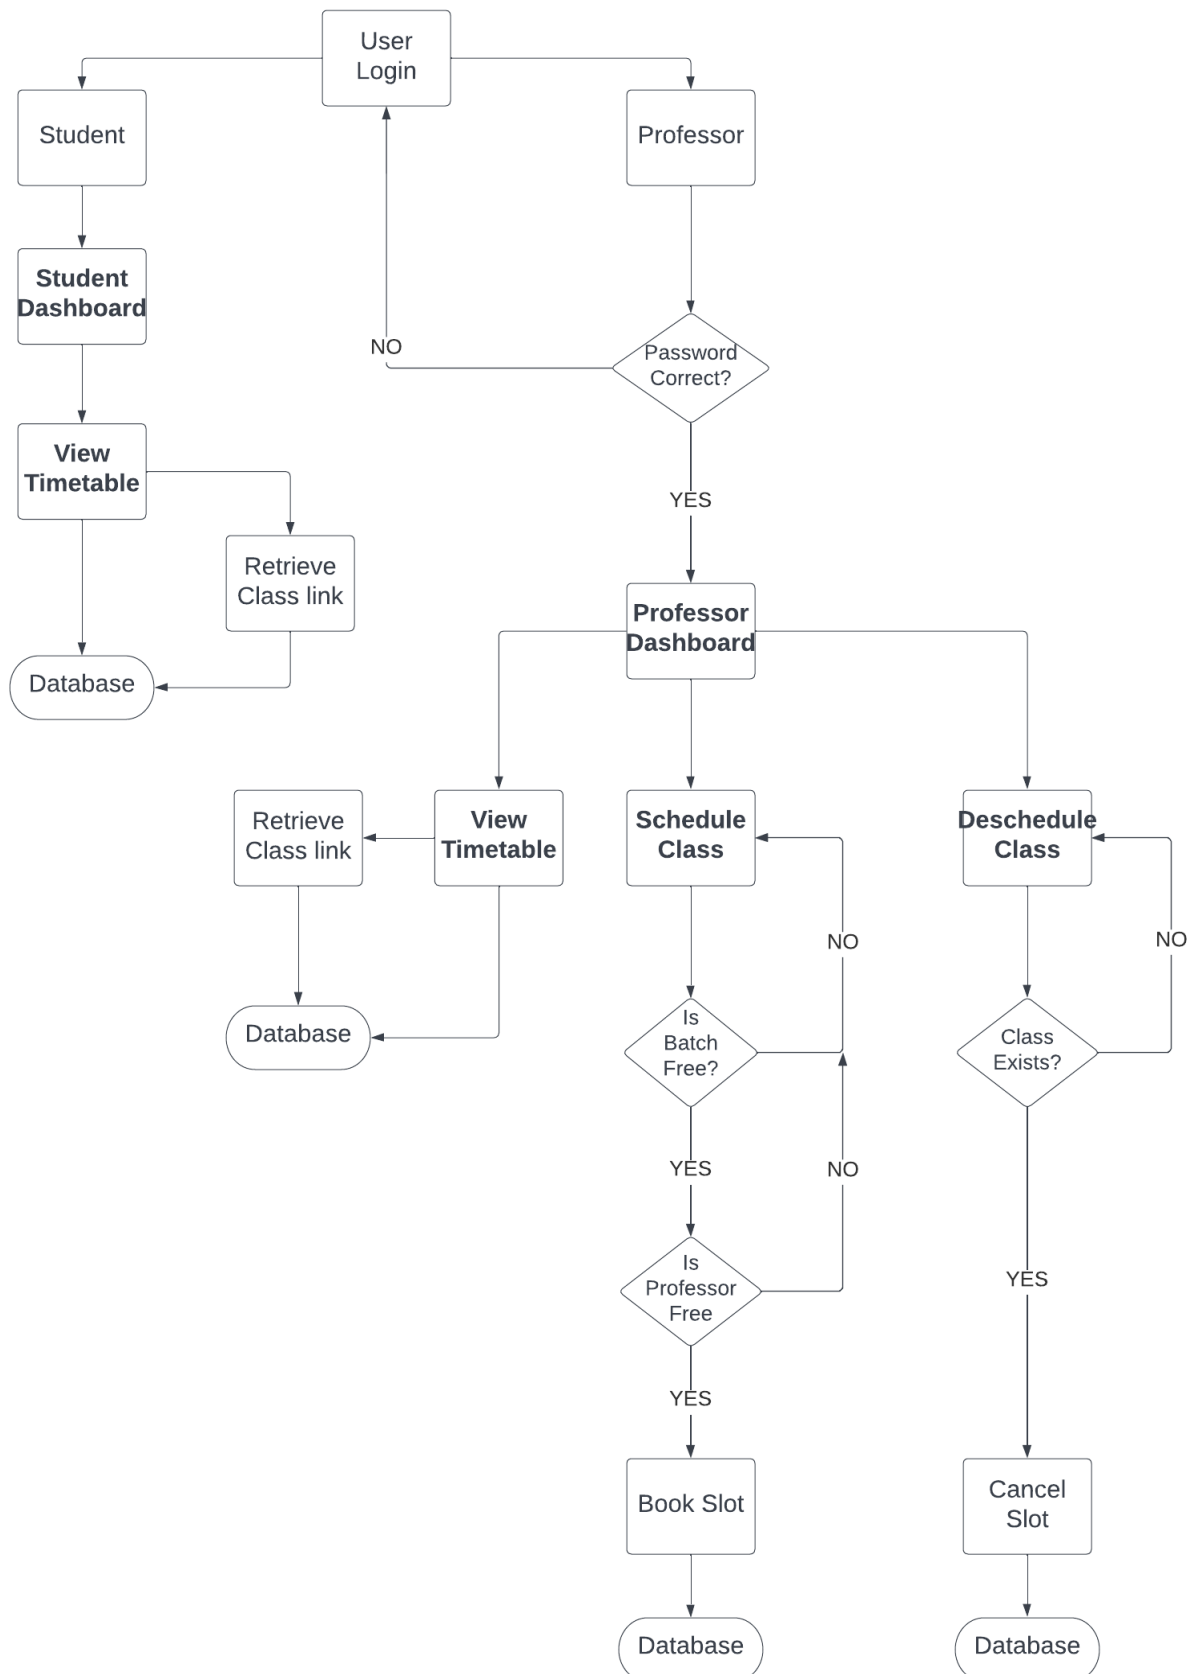 User
Login
Student
Professor
Student
Dashboard
NO
Password
Correct?
View
Timetable
YES
Retrieve
Class link
Professor
Dashboard
Database
Retrieve
Class link
View
Timetable
Schedule
Class
Deschedule
Class
NO
NO
Database
Is
Batch
Free?
Class
Exists?
YES
NO
Is
Professor
Free
YES
YES
Book Slot
Cancel
Slot
Database
Database